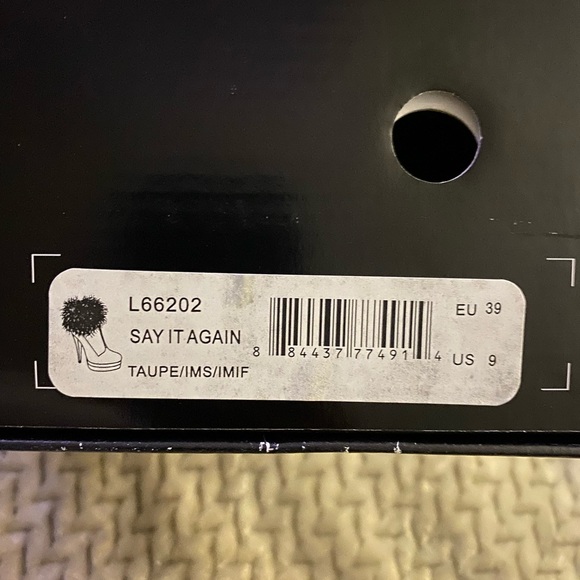 L66202
SAY IT AGAIN
TAUPE/IMS/IMIF
8 84437 77491 4
EU 39
US 9